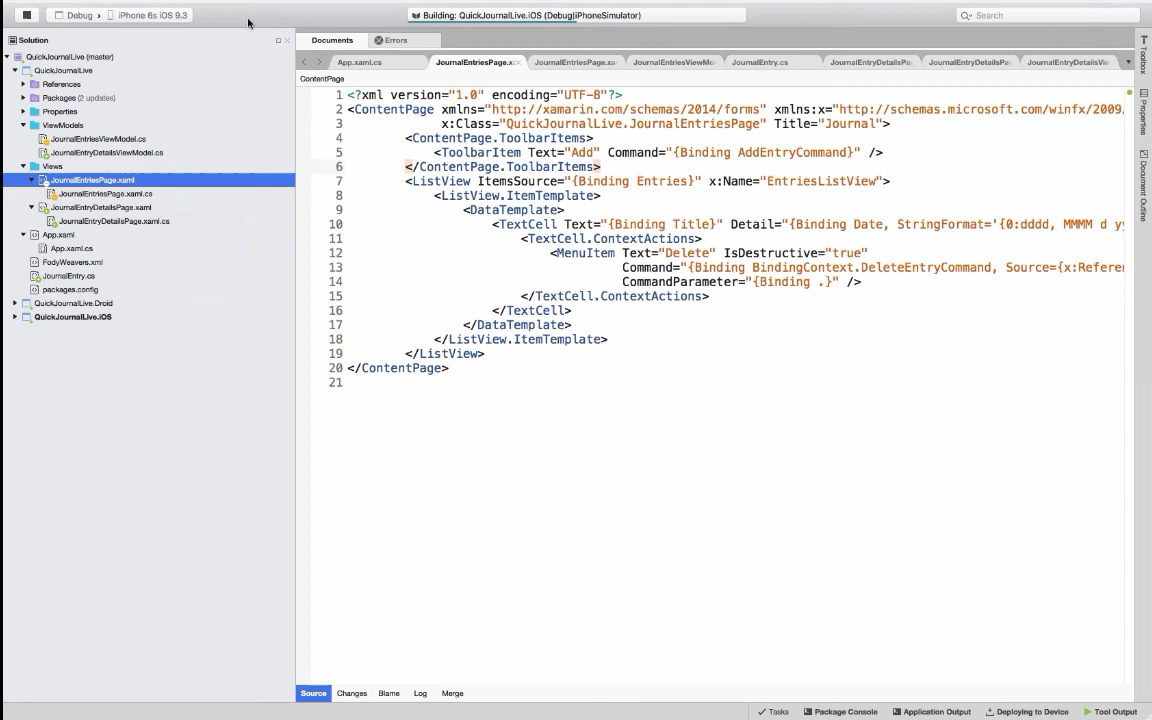 Debug › iPhone 6s iOS 9.3
Building: QuickJournalLive.iOS (Debug|iPhoneSimulator)
Search
Solution
QuickJournalLive (master)
QuickJournalLive
References
Packages (2 updates)
Properties
ViewModels
JournalEntriesViewModel.cs
JournalEntryDetailsViewModel.cs
Views
JournalEntriesPage.xaml
JournalEntriesPage.xaml.cs
JournalEntryDetailsPage.xaml
JournalEntryDetailsPage.xaml.cs
App.xaml
App.xaml.cs
FodyWeavers.xml
JournalEntry.cs
packages.config
QuickJournalLive.Droid
QuickJournalLive.iOS
Documents
Errors
App.xaml.cs
JournalEntriesPage.x
JournalEntriesPage.xa
JournalEntriesViewMo
JournalEntry.cs
JournalEntryDetailsPa
JournalEntryDetailsPa
JournalEntryDetailsVie
ContentPage
1 <?xml version="1.0" encoding="UTF-8"?>
2 <ContentPage xmlns="http://xamarin.com/schemas/2014/forms" xmlns:x="http://schemas.microsoft.com/winfx/2009/
3 x:Class="QuickJournalLive.JournalEntriesPage" Title="Journal">
4 <ContentPage.ToolbarItems>
5 <ToolbarItem Text="Add" Command="{Binding AddEntryCommand}" />
6 </ContentPage.ToolbarItems>
7 <ListView ItemsSource="{Binding Entries}" x:Name="EntriesListView">
8 <ListView.ItemTemplate>
9 <DataTemplate>
10 <TextCell Text="{Binding Title}" Detail="{Binding Date, StringFormat='{0:dddd, MMMM d yy
11 <TextCell.ContextActions>
12 <MenuItem Text="Delete" IsDestructive="true"
13 Command="{Binding BindingContext.DeleteEntryCommand, Source={x:Referen
14 CommandParameter="{Binding .}" />
15 </TextCell.ContextActions>
16 </TextCell>
17 </DataTemplate>
18 </ListView.ItemTemplate>
19 </ListView>
20 </ContentPage>
21
Toolbox
Properties
Document Outline
Source
Changes
Blame
Log
Merge
Tasks
Package Console
Application Output
Deploying to Device
Tool Output